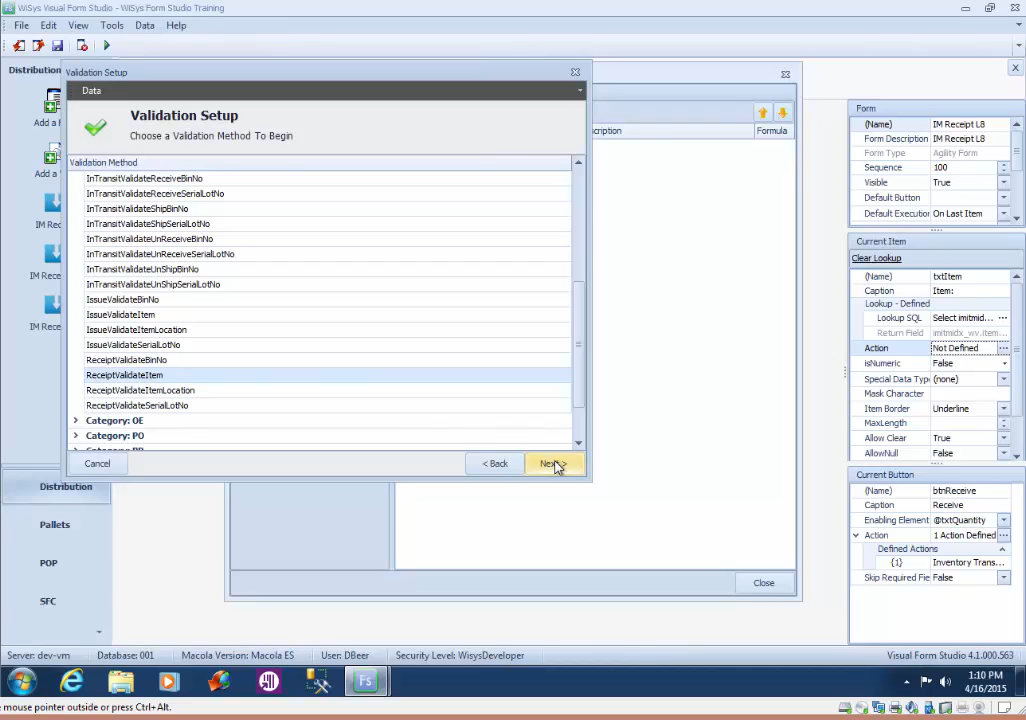 WiSys Visual Form Studio - WiSys Form Studio Training
File Edit View Tools Data Help
Distribution
Validation Setup
Data
Validation Setup
Choose a Validation Method To Begin
Validation Method
InTransitValidateReceiveBinNo
InTransitValidateReceiveSerialLotNo
InTransitValidateShipBinNo
InTransitValidateShipSerialLotNo
InTransitValidateUnReceiveBinNo
InTransitValidateUnReceiveSerialLotNo
InTransitValidateUnShipBinNo
InTransitValidateUnShipSerialLotNo
IssueValidateBinNo
IssueValidateItem
IssueValidateItemLocation
IssueValidateSerialLotNo
ReceiptValidateBinNo
ReceiptValidateItem
ReceiptValidateItemLocation
ReceiptValidateSerialLotNo
Category: OE
Category: PO
Cancel
< Back
Next >
Add a
Add a
IM Rec
IM Rece
IM Rece
Distribution
Pallets
POP
SFC
cription
Formula
Close
Form
(Name) IM Receipt L8
Form Description IM Receipt L8
Form Type Agility Form
Sequence 100
Visible True
Default Button
Default Execution On Last Item
Current Item
Clear Lookup
(Name) txtItem
Caption Item:
Lookup - Defined
Lookup SQL Select imitmid... ...
Return Field imitmidx_wv.item...
Action Not Defined ...
isNumeric False
Special Data Typ (none)
Mask Character
Item Border Underline
MaxLength
Allow Clear True
AllowNull False
Current Button
(Name) btnReceive
Caption Receive
Enabling Element @txtQuantity
Action 1 Action Defined ...
Defined Actions
{1} Inventory Trans...
Skip Required Fie False
Server: dev-vm Database: 001 Macola Version: Macola ES User: DBeer Security Level: WisysDeveloper Visual Form Studio 4.1.000.563
Fs
1:10 PM
4/16/2015
e mouse pointer outside or press Ctrl+Alt.